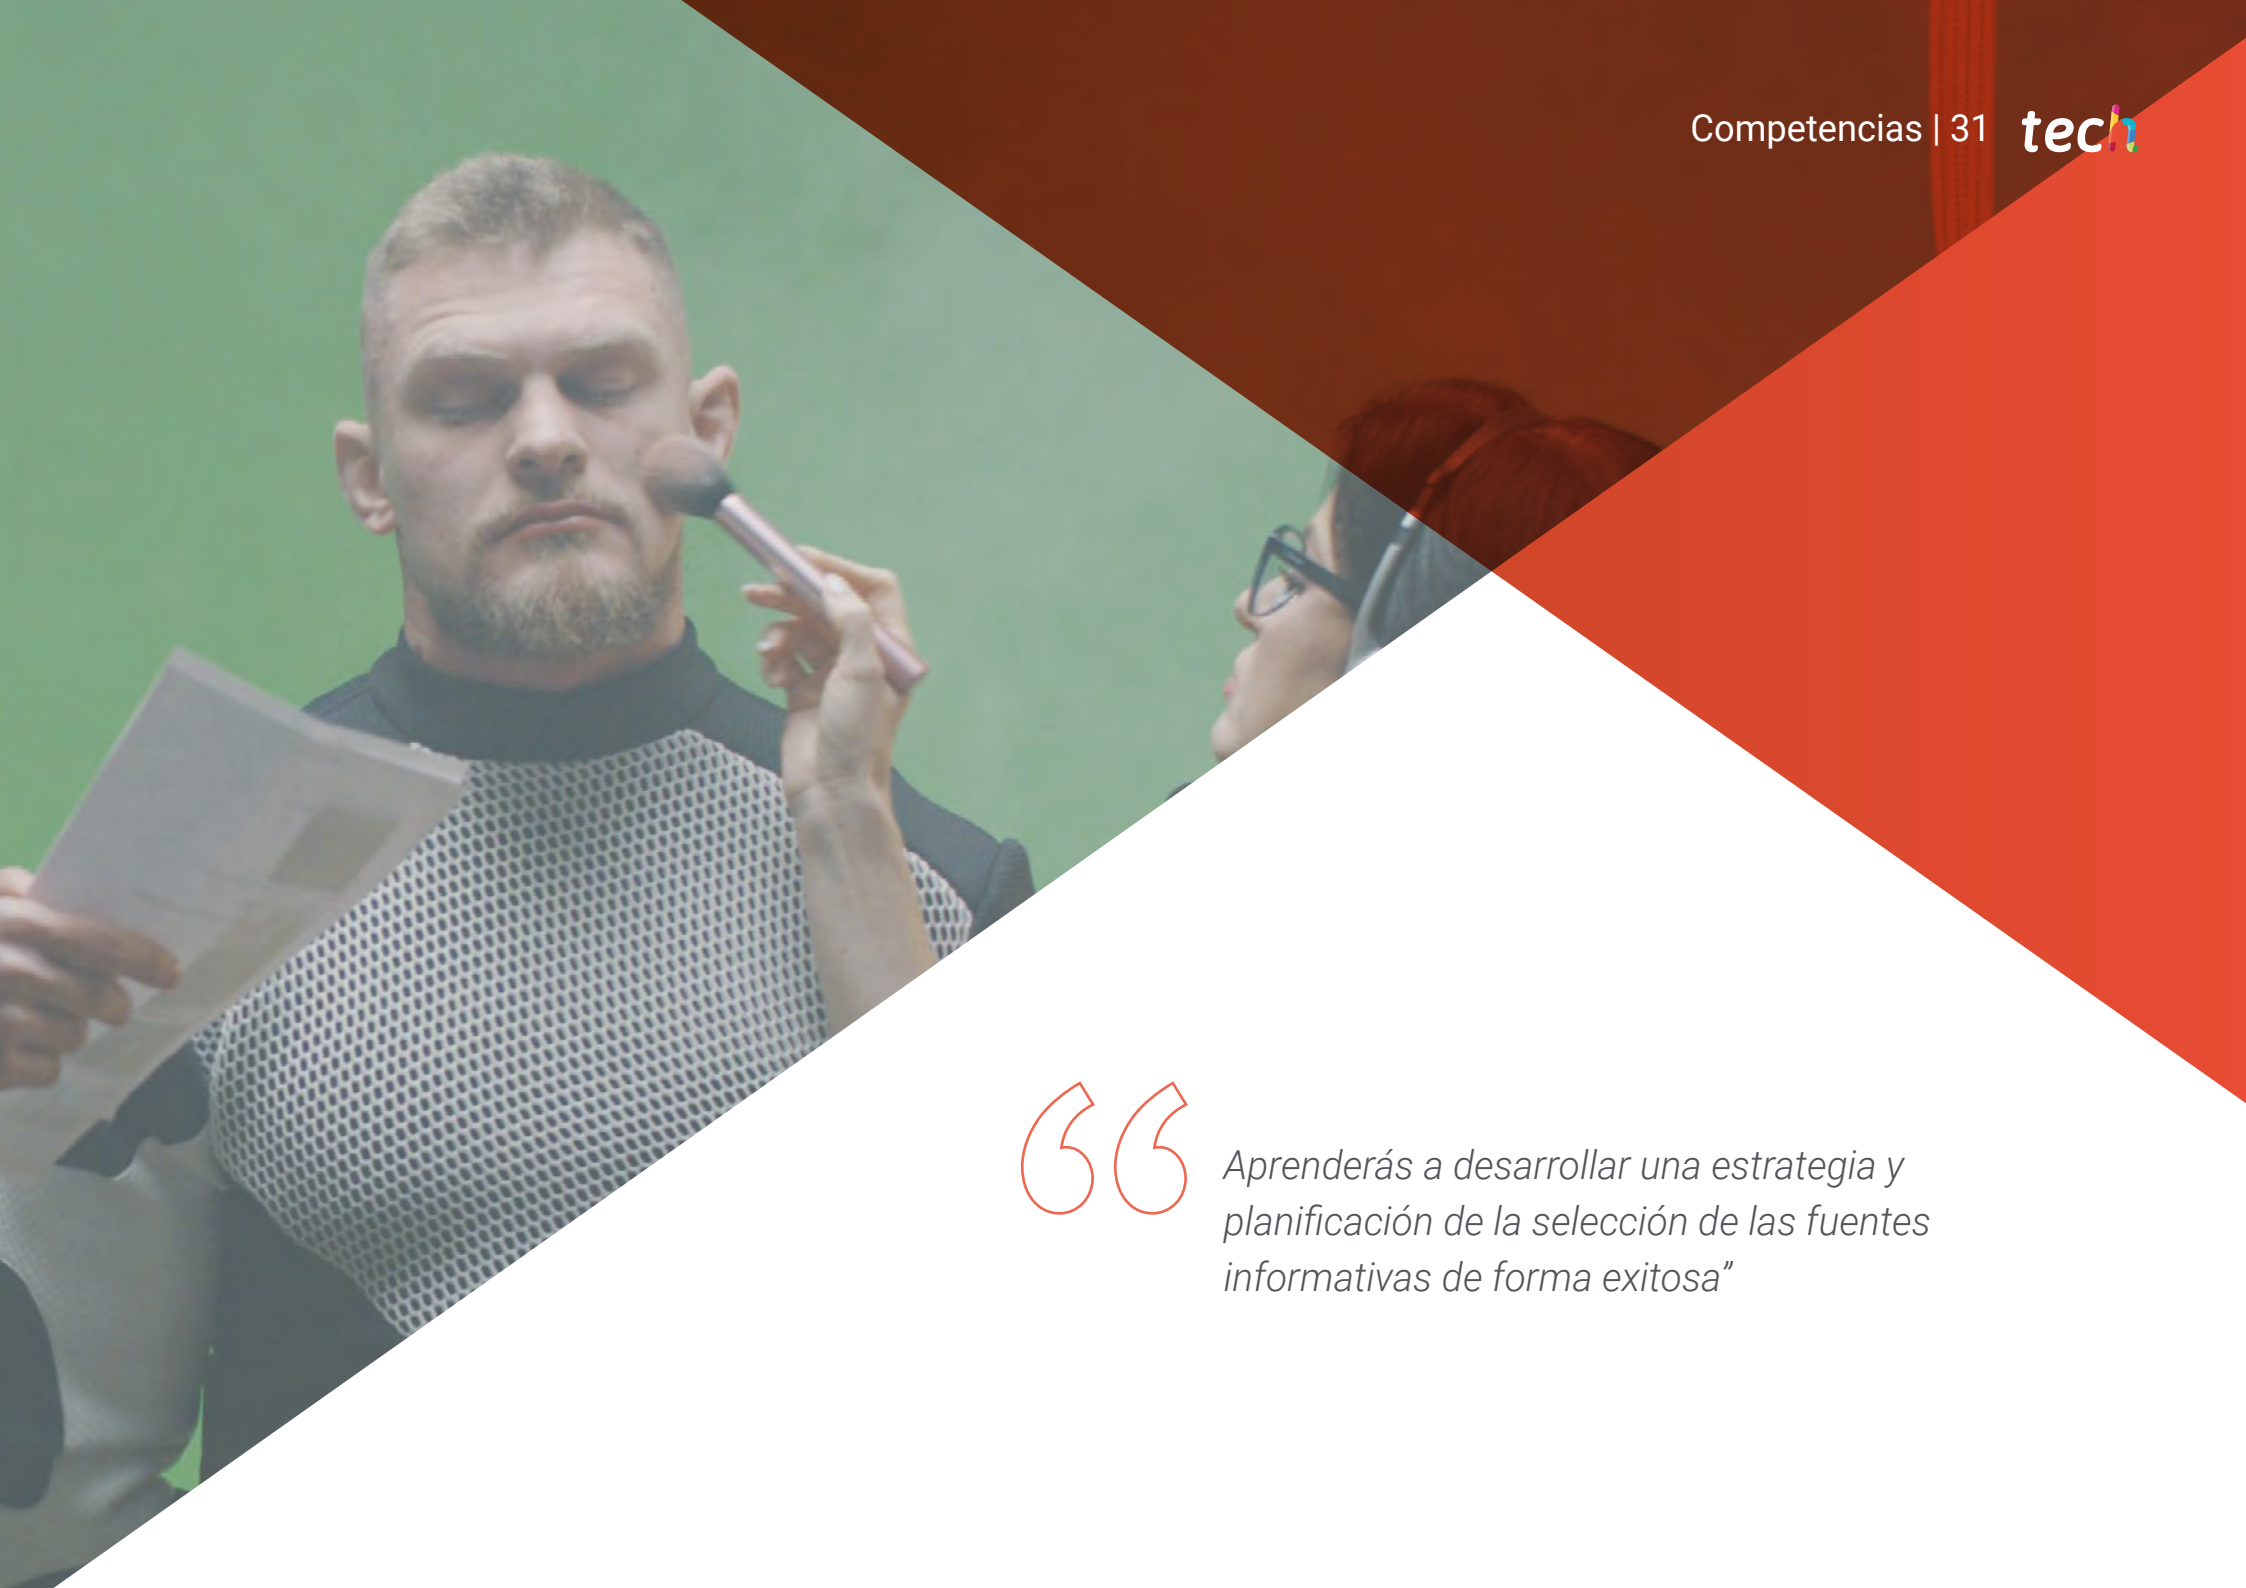 Competencias | 31 tech
“Aprenderás a desarrollar una estrategia y
planificación de la selección de las fuentes
informativas de forma exitosa”